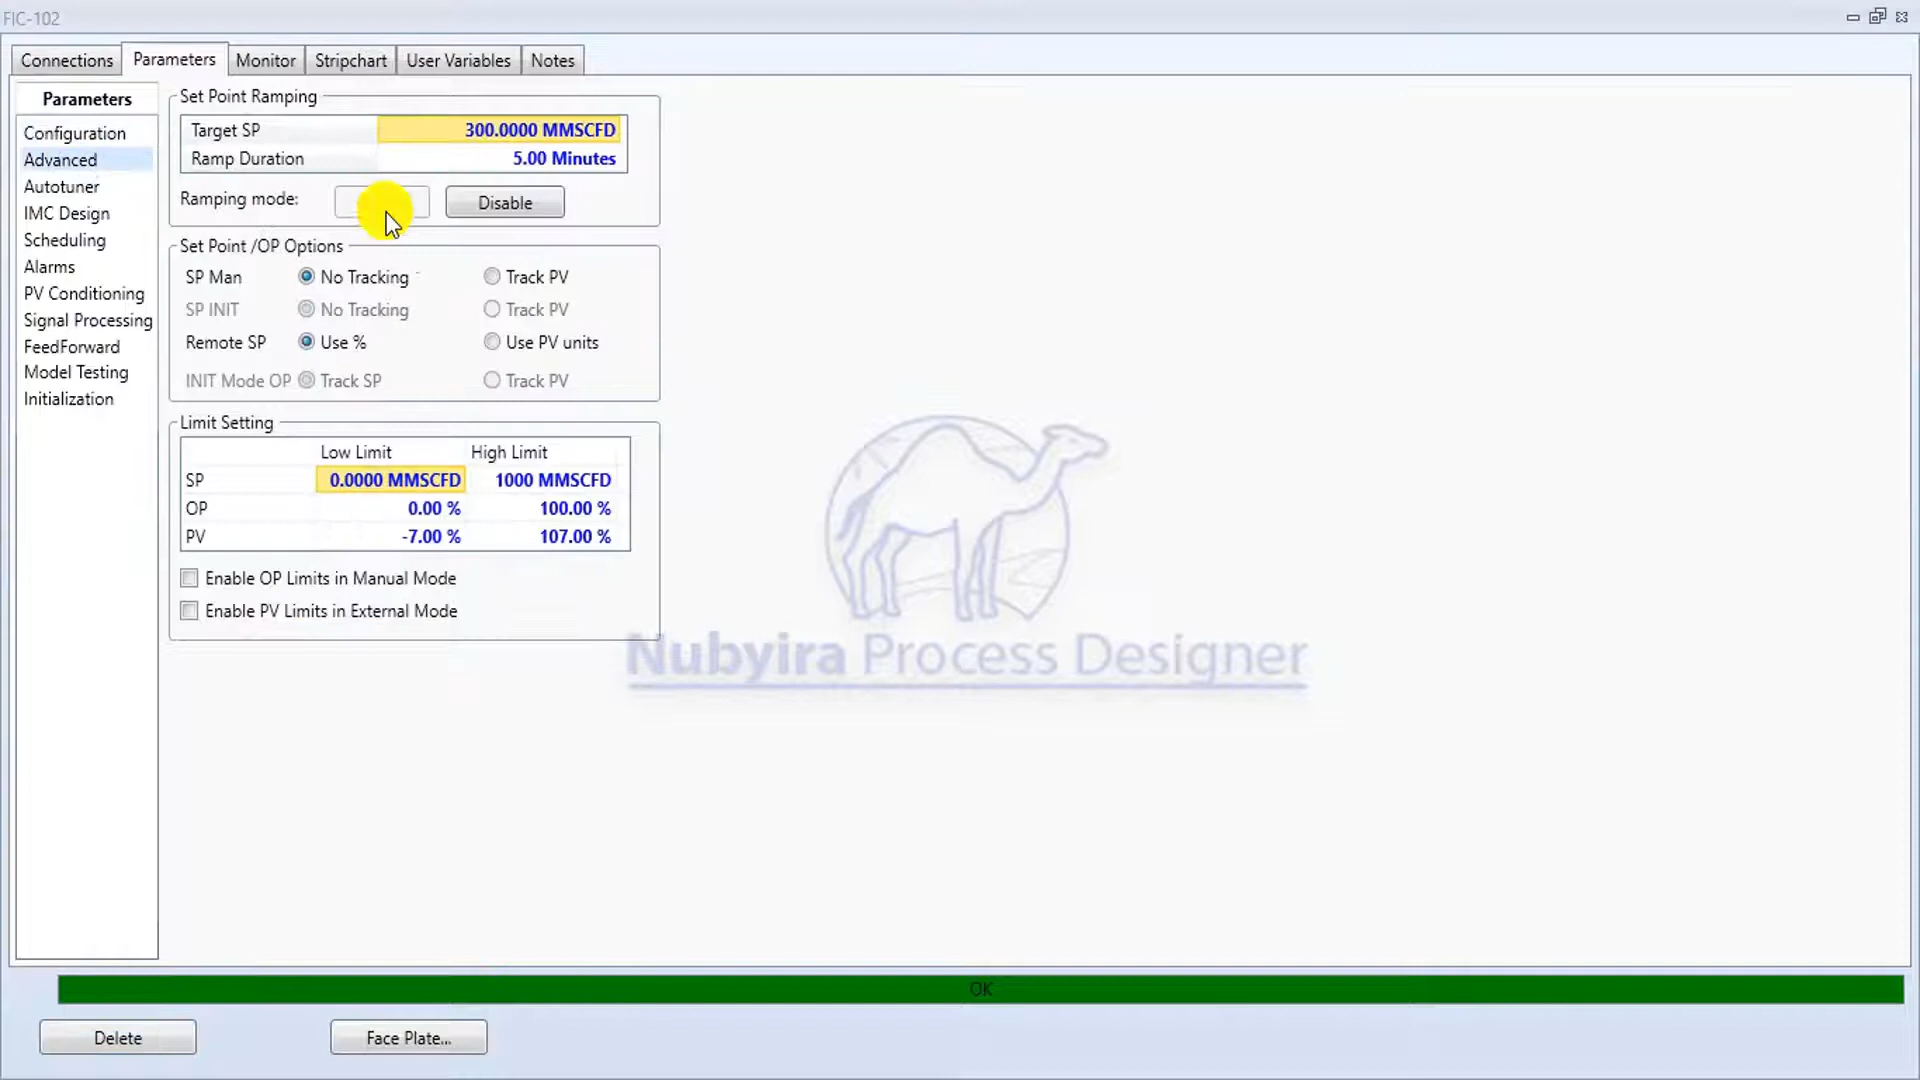 FIC-102
Connections Parameters Monitor Stripchart User Variables Notes
Parameters
Configuration
Advanced
Autotuner
IMC Design
Scheduling
Alarms
PV Conditioning
Signal Processing
FeedForward
Model Testing
Initialization
Set Point Ramping
Target SP 300.0000 MMSCFD
Ramp Duration 5.00 Minutes
Ramping mode: Disable
Set Point /OP Options
SP Man No Tracking Track PV
SP INIT No Tracking Track PV
Remote SP Use % Use PV units
INIT Mode OP Track SP Track PV
Limit Setting
Low Limit High Limit
SP 0.0000 MMSCFD 1000 MMSCFD
OP 0.00 % 100.00 %
PV -7.00 % 107.00 %
Enable OP Limits in Manual Mode
Enable PV Limits in External Mode
Nubyira Process Designer
OK
Delete Face Plate...